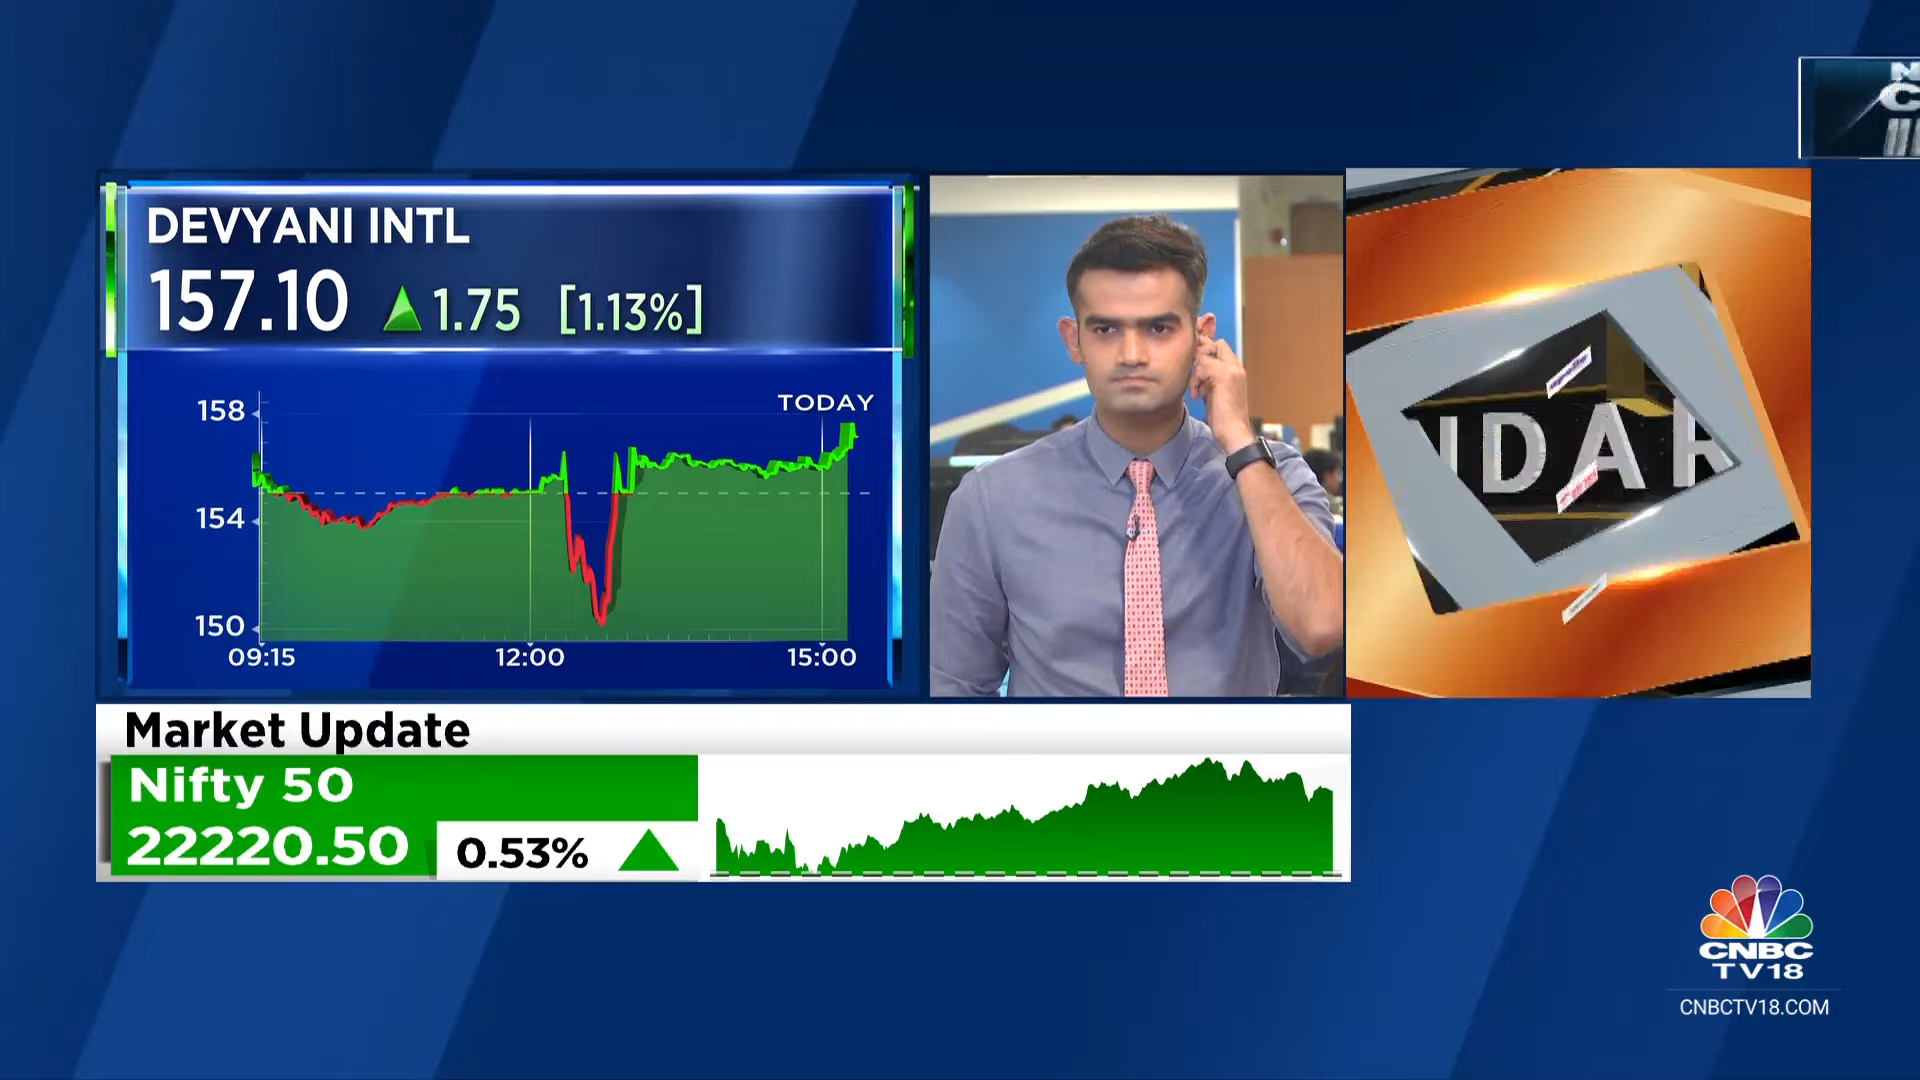 DEVYANI INTL
157.10 ▲ 1.75 [1.13%]
TODAY
158
154
150
09:15 12:00 15:00
Market Update
Nifty 50
22220.50
0.53%
CNBC
TV18
CNBCTV18.COM